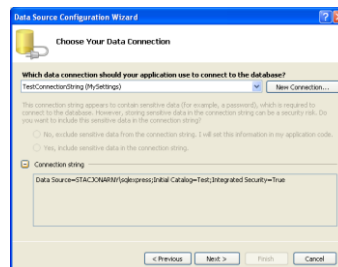 Data Source Configuration Wizard
Choose Your Data Connection
Which data connection should your application use to connect to the database?
TestConnectionString (MySettings)
New Connection...
This connection string appears to contain sensitive data (for example, a password), which is required to
connect to the database. However, storing sensitive data in the connection string can be a security risk. Do
you want to include this sensitive data in the connection string?
No, exclude sensitive data from the connection string. I will set this information in my application code.
Yes, include sensitive data in the connection string.
Connection string
Data Source=STACJONARNY\sqlexpress;Initial Catalog=Test;Integrated Security=True
< Previous
Next >
Finish
Cancel